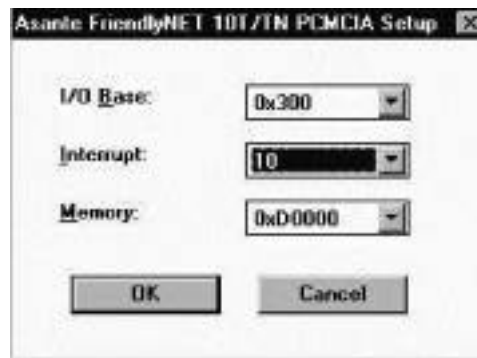 Asante FriendlyNET 10T/TN PCMCIA Setup
I/O Base: 0x300
Interrupt: 10
Memory: 0xD0000
OK Cancel